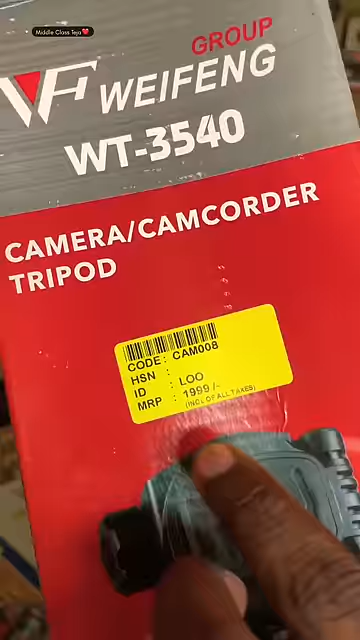 Middle Class Teja❤️
GROUP
WF WEIFENG
WT-3540
CAMERA/CAMCORDER
TRIPOD
CODE : CAM008
HSN :
ID : LOO
MRP : 1999/-
(INCL OF ALL TAXES)